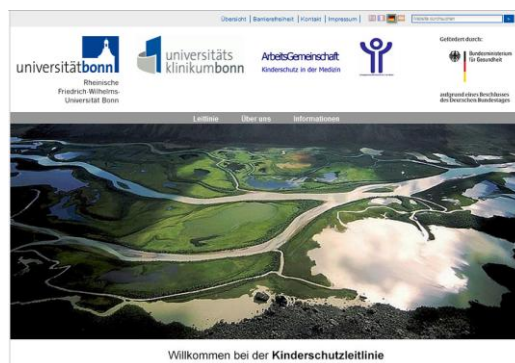 Übersicht | Barrierefreiheit | Kontakt | Impressum |
universitätbonn
Rheinische
Friedrich-Wilhelms-
Universität Bonn
universitäts
klinikumbonn
ArbeitsGemeinschaft
Kinderschutz in der Medizin
Gefördert durch:
Bundesministerium
für Gesundheit
aufgrund eines Beschlusses
des Deutschen Bundestages
Leitlinie Über uns Informationen
Willkommen bei der Kinderschutzleitlinie